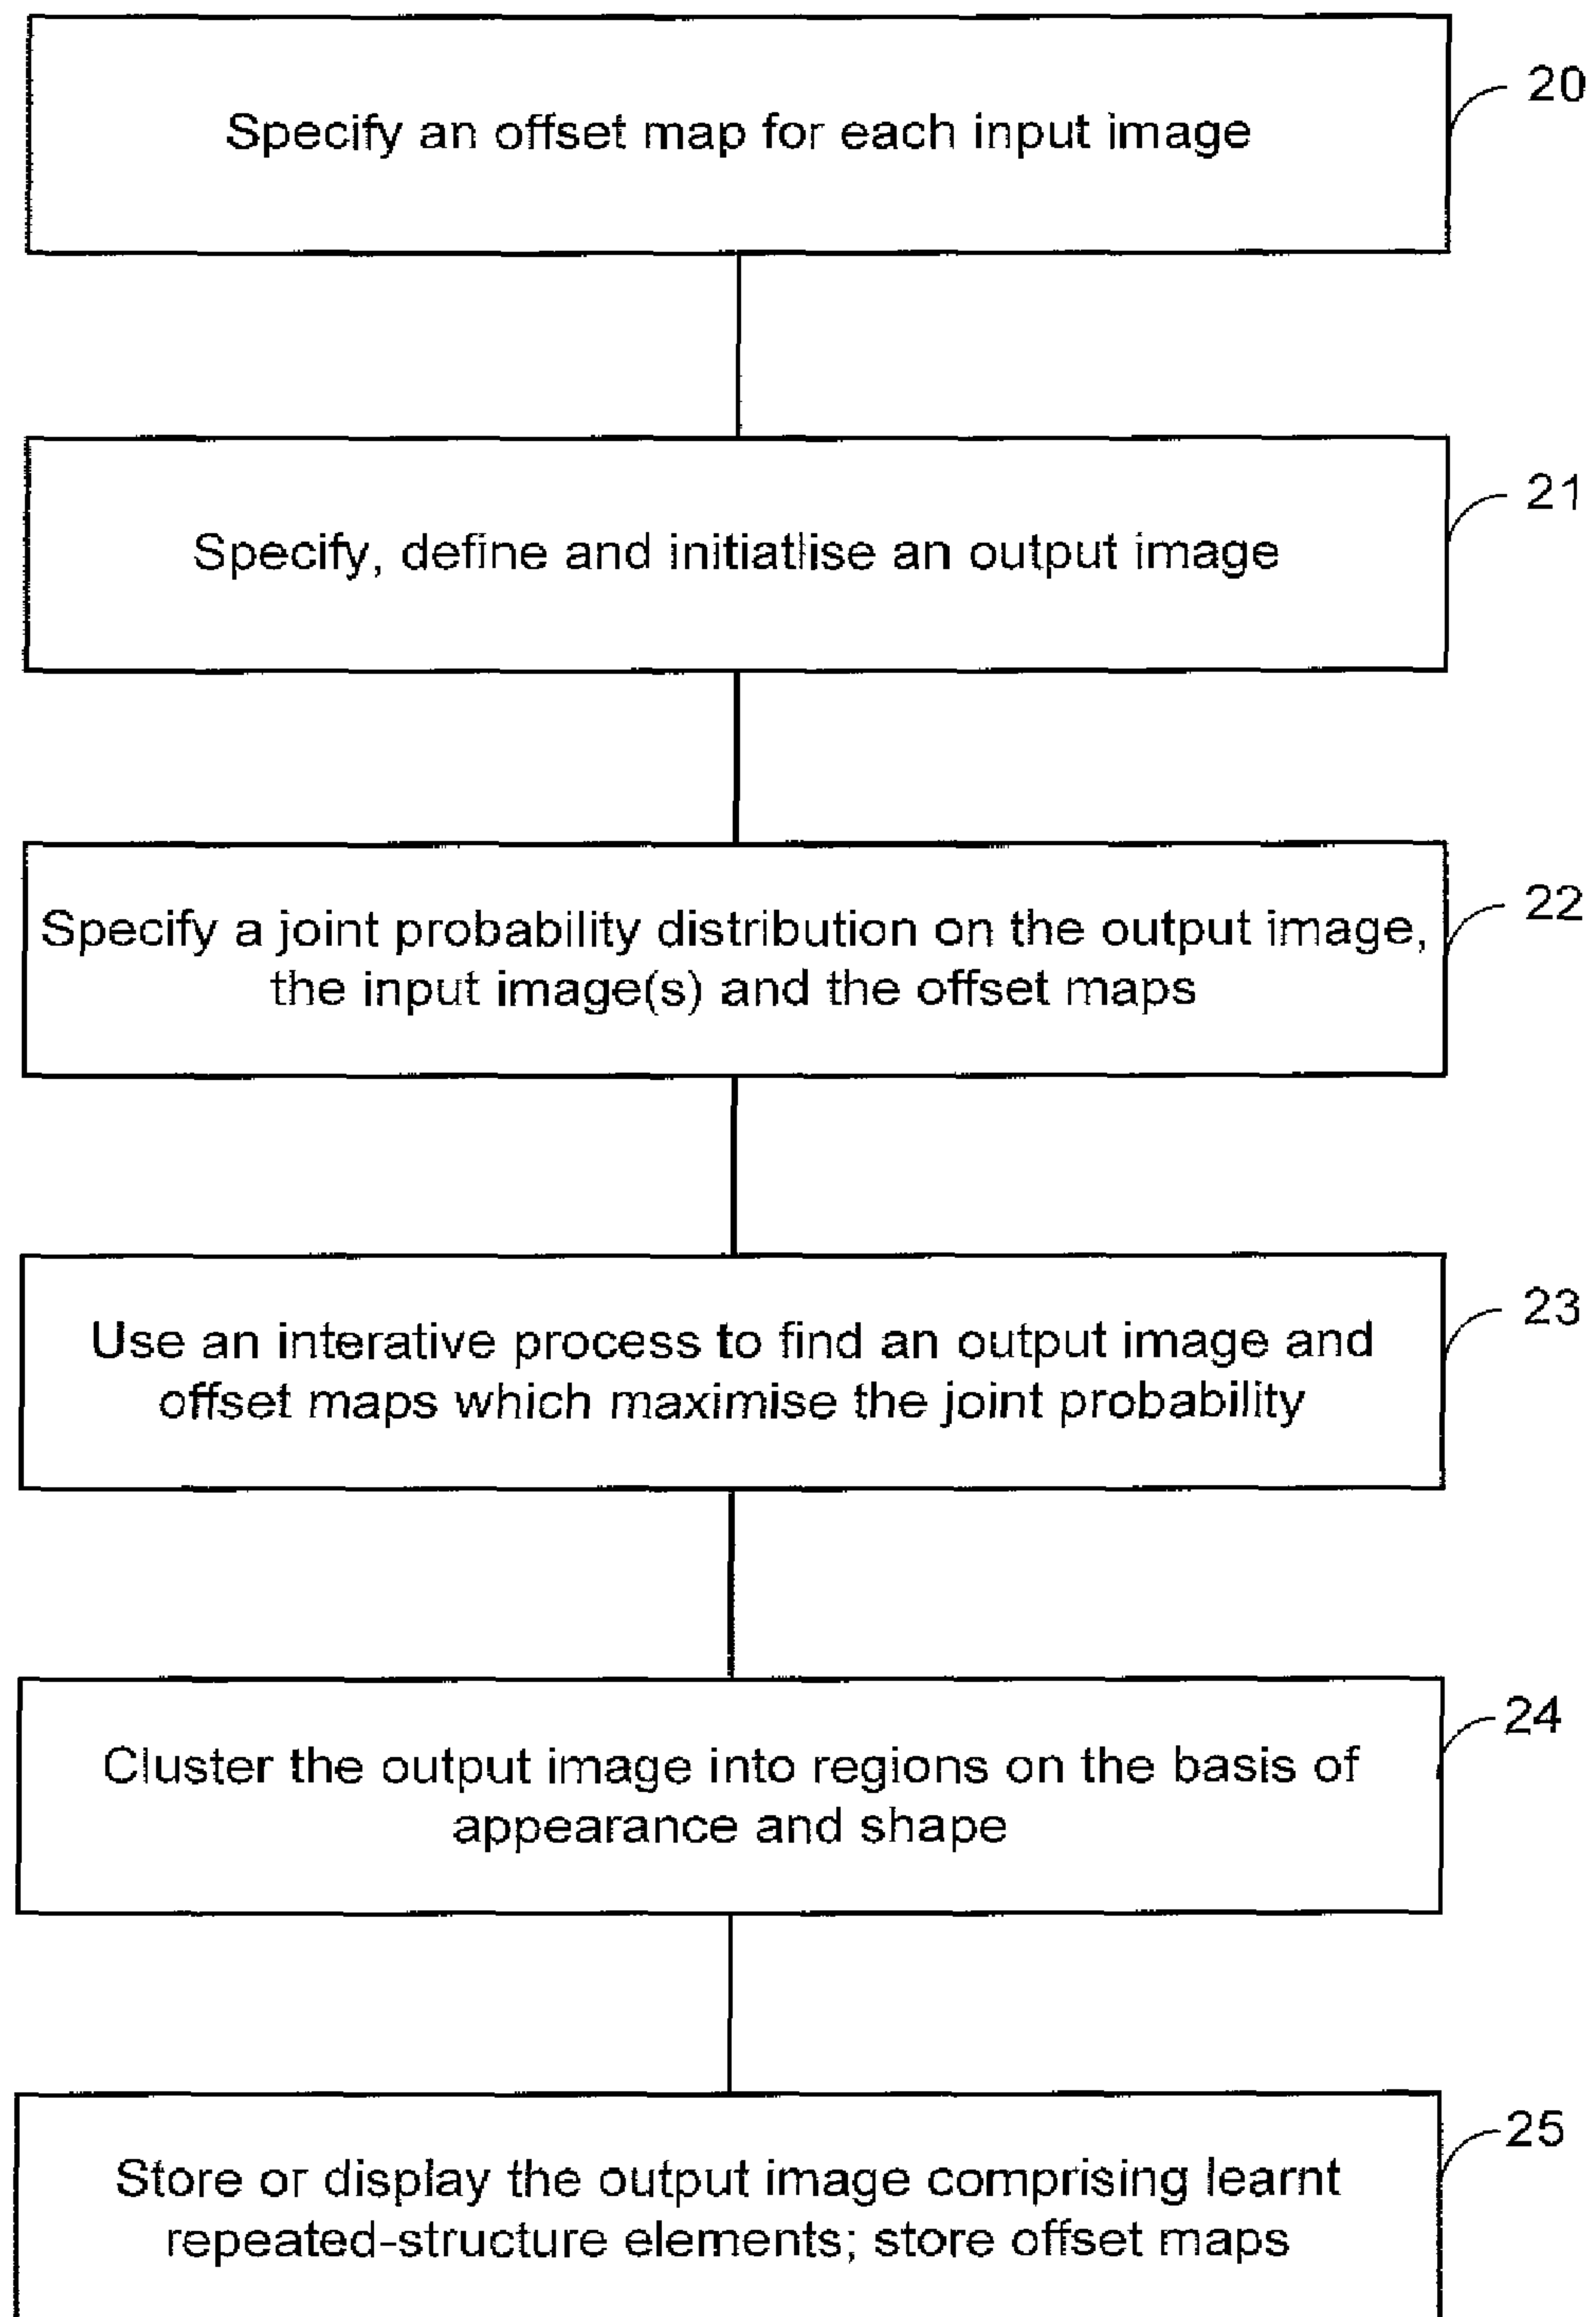 20
Specify an offset map for each input image
21
Specify, define and initiatlise an output image
22
Specify a joint probability distribution on the output image,
the input image(s) and the offset maps
23
Use an interative process to find an output image and
offset maps which maximise the joint probability
24
Cluster the output image into regions on the basis of
appearance and shape
25
Store or display the output image comprising learnt
repeated-structure elements; store offset maps